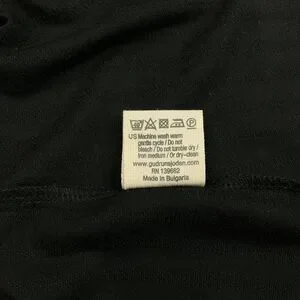 US Machine wash warm
gentle cycle / Do not
bleach / Do not tumble dry /
Iron medium / Or dry-clean
www.gudrunsjoden.com
RN 139662
Made in Bulgaria